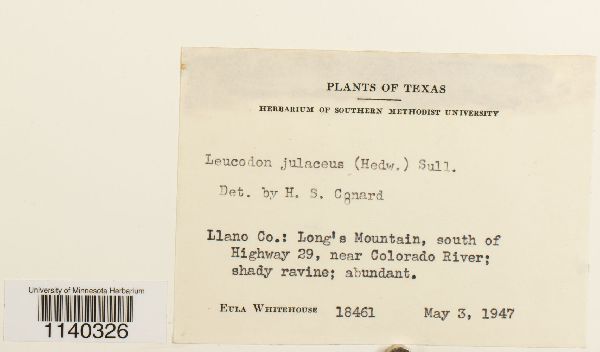 PLANTS OF TEXAS
HERBARIUM OF SOUTHERN METHODIST UNIVERSITY
Leucodon julaceus (Hedw.) Sull.
Det. by H. S. Conard
Llano Co.: Long's Mountain, south of
Highway 29, near Colorado River;
shady ravine; abundant.
EULA WHITEHOUSE 18461 May 3, 1947
University of Minnesota Herbarium
1140326